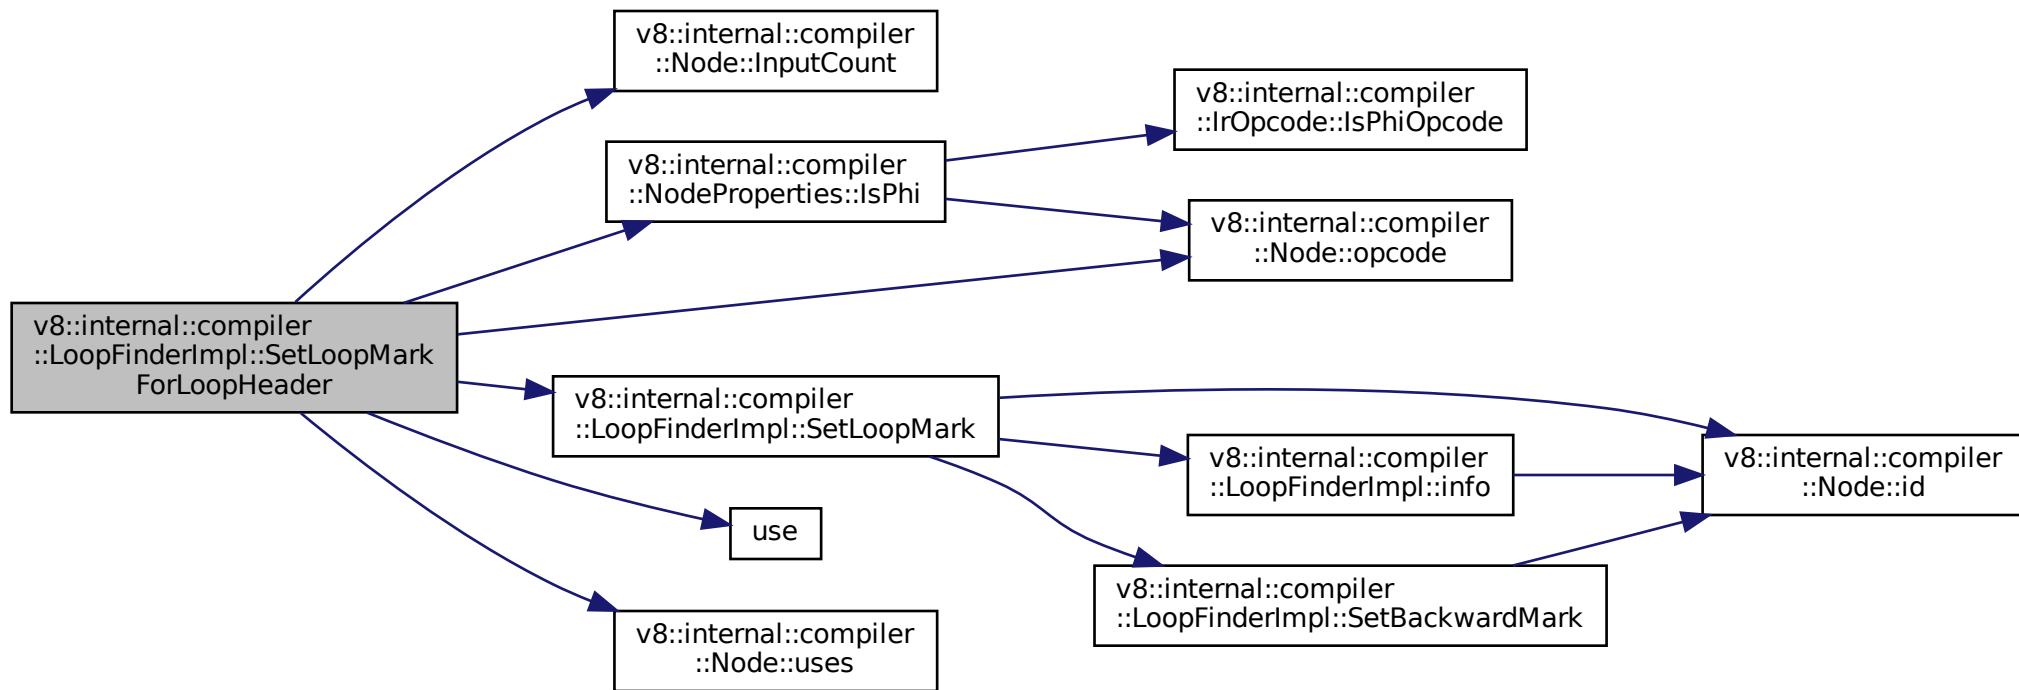 v8::internal::compiler
::LoopFinderImpl::SetLoopMark
ForLoopHeader
v8::internal::compiler
::Node::InputCount
v8::internal::compiler
::NodeProperties::IsPhi
v8::internal::compiler
::IrOpcode::IsPhiOpcode
v8::internal::compiler
::Node::opcode
v8::internal::compiler
::LoopFinderImpl::SetLoopMark
v8::internal::compiler
::LoopFinderImpl::info
v8::internal::compiler
::Node::id
v8::internal::compiler
::LoopFinderImpl::SetBackwardMark
use
v8::internal::compiler
::Node::uses